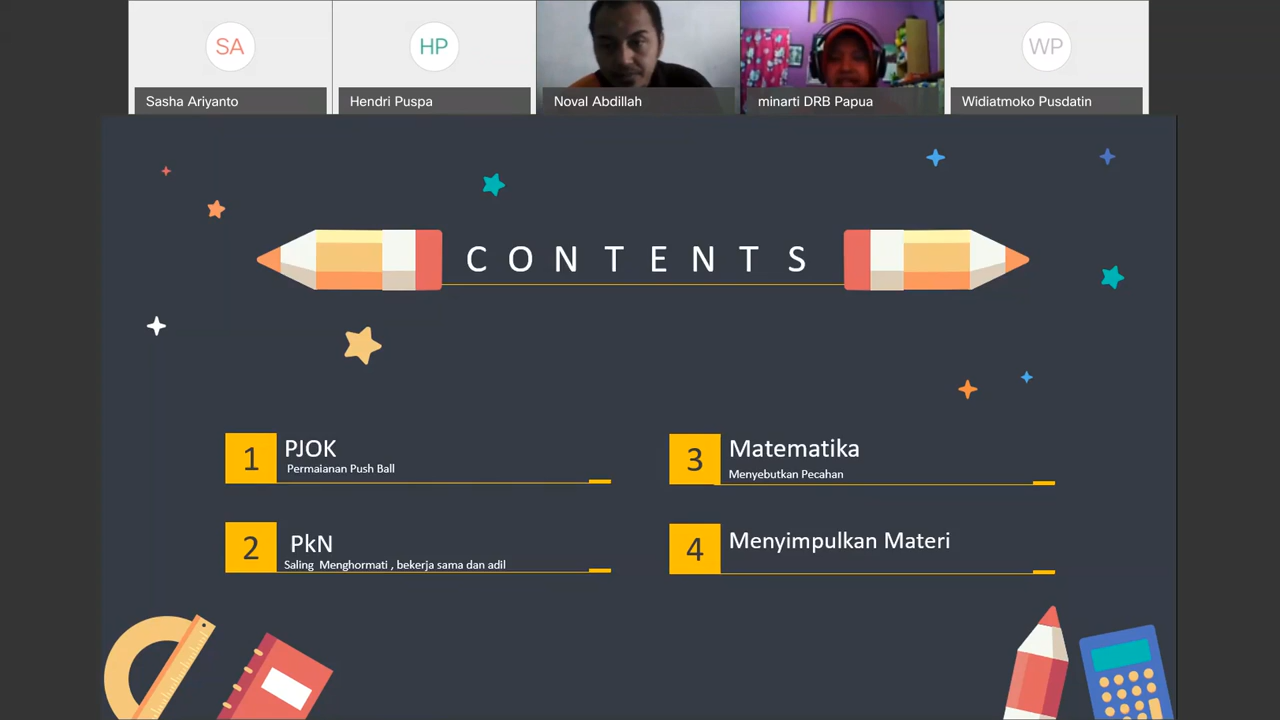 SA
HP
WP
Sasha Ariyanto
Hendri Puspa
Noval Abdillah
minarti DRB Papua
Widiatmoko Pusdatin
CONTENTS
1
PJOK
Permaianan Push Ball
2
PkN
Saling Menghormati , bekerja sama dan adil
3
Matematika
Menyebutkan Pecahan
4
Menyimpulkan Materi